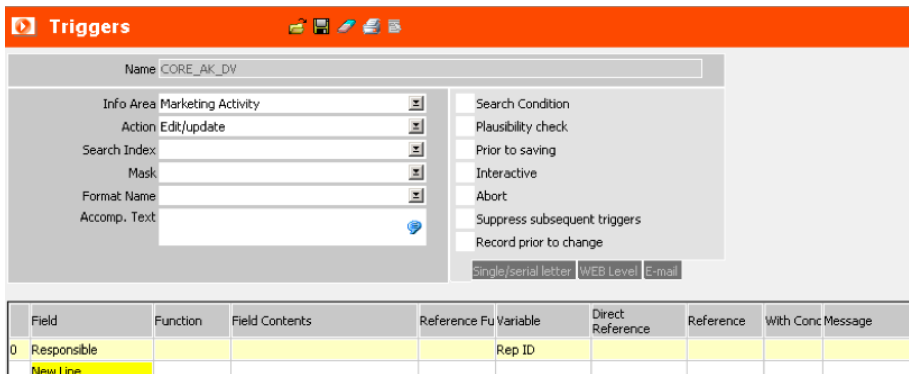 Triggers
Name CORE_AK_DV
Info Area Marketing Activity
Action Edit/update
Search Index
Mask
Format Name
Accomp. Text
Search Condition
Plausibility check
Prior to saving
Interactive
Abort
Suppress subsequent triggers
Record prior to change
Single/serial letter WEB Level E-mail
Field Function Field Contents Reference Fu Variable Direct Reference Reference With Conc Message
0 Responsible Rep ID
New Line